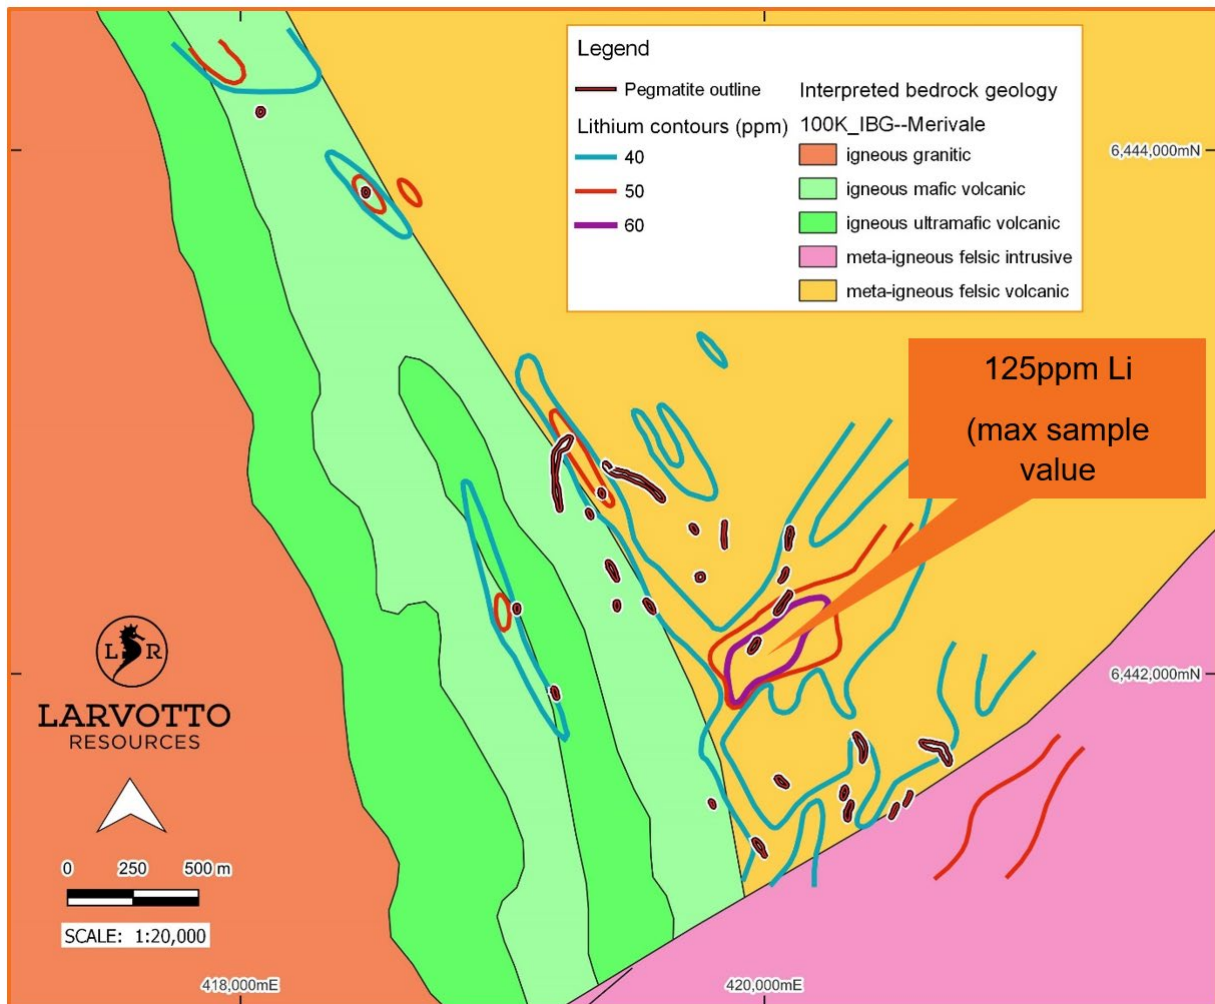 Legend
Pegmatite outline
Lithium contours (ppm)
40
50
60
Interpreted bedrock geology
100K_IBG--Merivale
igneous granitic
igneous mafic volcanic
igneous ultramafic volcanic
meta-igneous felsic intrusive
meta-igneous felsic volcanic
6,444,000mN
125ppm Li
(max sample
value
L R
LARVOTTO
RESOURCES
6,442,000mN
0 250 500 m
SCALE: 1:20,000
418,000mE
420,000mE